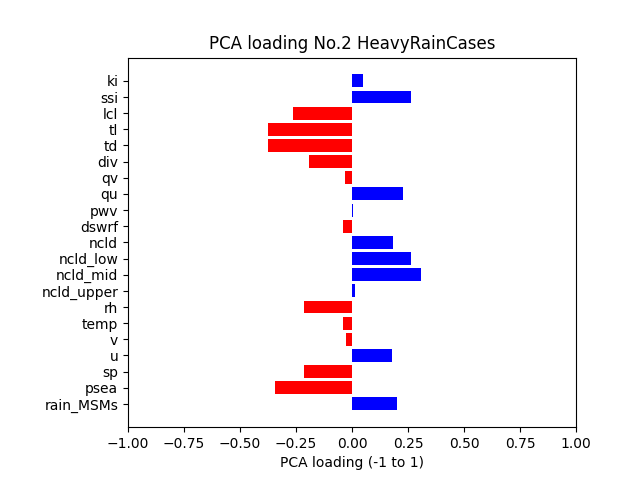 PCA loading No.2 HeavyRainCases
ki
ssi
lcl
tl
td
div
qv
qu
pwv
dswrf
ncld
ncld_low
ncld_mid
ncld_upper
rh
temp
v
u
sp
psea
rain_MSMs
−1.00 −0.75 −0.50 −0.25 0.00 0.25 0.50 0.75 1.00
PCA loading (-1 to 1)